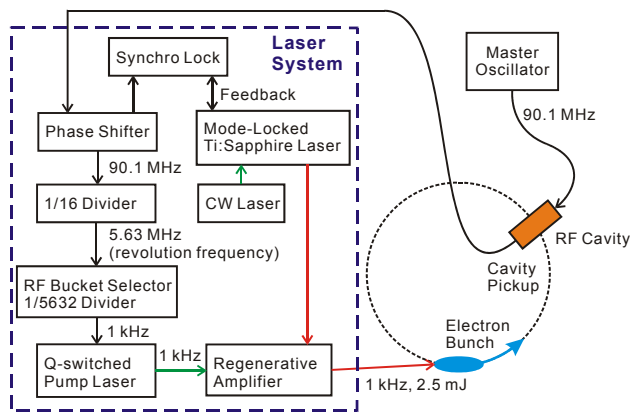 Laser
System
Synchro Lock
Master
Oscillator
Feedback
90.1 MHz
Phase Shifter
Mode-Locked
Ti:Sapphire Laser
90.1 MHz
1/16 Divider
CW Laser
RF Cavity
5.63 MHz
(revolution frequency)
Cavity
Pickup
RF Bucket Selector
1/5632 Divider
Electron
Bunch
1 kHz
Q-switched
Pump Laser
1 kHz
Regenerative
Amplifier
1 kHz, 2.5 mJ